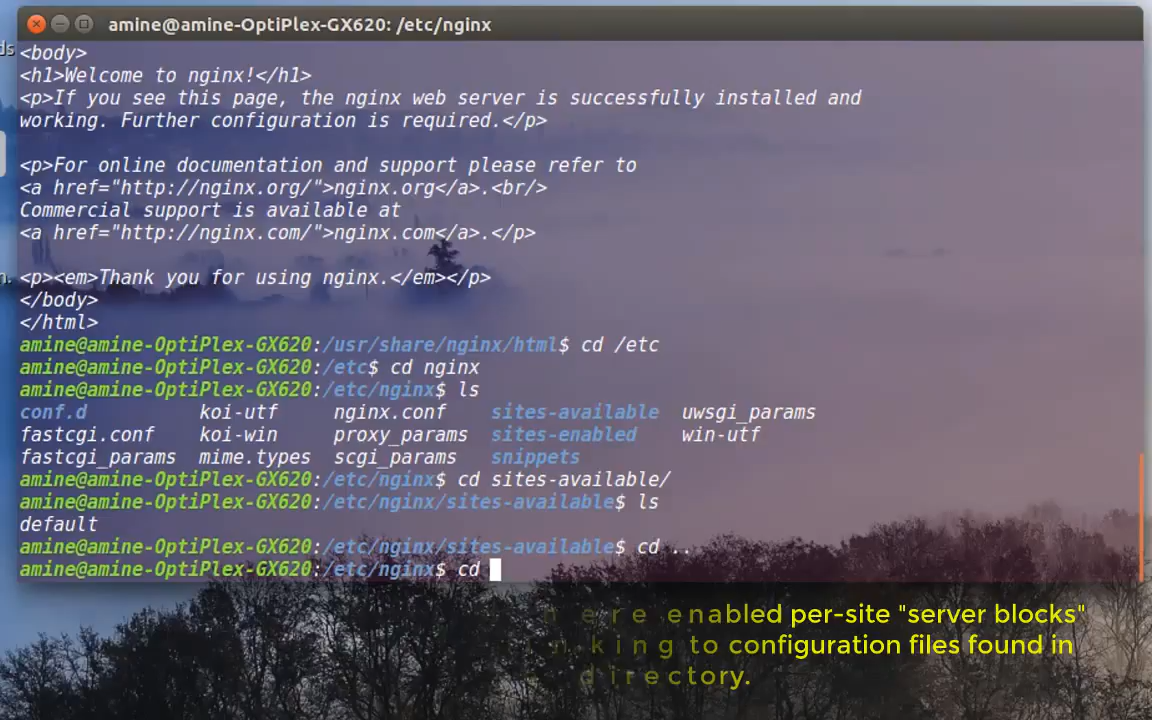 amine@amine-OptiPlex-GX620: /etc/nginx
ds
<body>
<h1>Welcome to nginx!</h1>
<p>If you see this page, the nginx web server is successfully installed and
working. Further configuration is required.</p>
<p>For online documentation and support please refer to
<a href="http://nginx.org/">nginx.org</a>.<br/>
Commercial support is available at
<a href="http://nginx.com/">nginx.com</a>.</p>
n.
<p><em>Thank you for using nginx.</em></p>
</body>
</html>
amine@amine-OptiPlex-GX620:/usr/share/nginx/html$ cd /etc
amine@amine-OptiPlex-GX620:/etc$ cd nginx
amine@amine-OptiPlex-GX620:/etc/nginx$ ls
conf.d koi-utf nginx.conf sites-available uwsgi_params
fastcgi.conf koi-win proxy_params sites-enabled win-utf
fastcgi_params mime.types scgi_params snippets
amine@amine-OptiPlex-GX620:/etc/nginx$ cd sites-available/
amine@amine-OptiPlex-GX620:/etc/nginx/sites-available$ ls
default
amine@amine-OptiPlex-GX620:/etc/nginx/sites-available$ cd ..
amine@amine-OptiPlex-GX620:/etc/nginx$ cd
enabled per-site "server blocks"
to configuration files found in
directory.